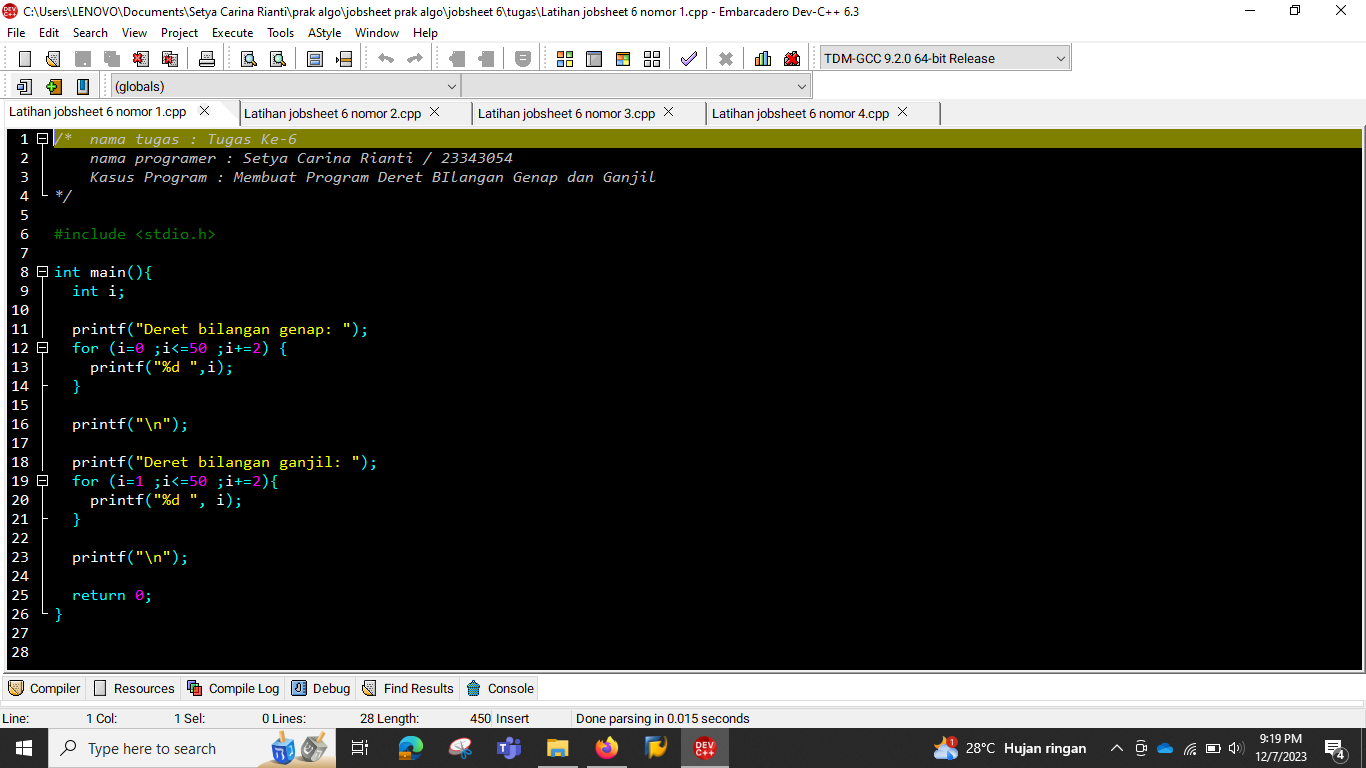 C:\Users\LENOVO\Documents\Setya Carina Rianti\prak algo\jobsheet prak algo\jobsheet 6\tugas\Latihan jobsheet 6 nomor 1.cpp - Embarcadero Dev-C++ 6.3
File Edit Search View Project Execute Tools AStyle Window Help
TDM-GCC 9.2.0 64-bit Release
(globals)
Latihan jobsheet 6 nomor 1.cpp Latihan jobsheet 6 nomor 2.cpp Latihan jobsheet 6 nomor 3.cpp Latihan jobsheet 6 nomor 4.cpp
1 /*  nama tugas : Tugas Ke-6
2     nama programer : Setya Carina Rianti / 23343054
3     Kasus Program : Membuat Program Deret BIlangan Genap dan Ganjil
4 */
5
6 #include <stdio.h>
7
8 int main(){
9   int i;
10
11   printf("Deret bilangan genap: ");
12   for (i=0 ;i<=50 ;i+=2) {
13     printf("%d ",i);
14   }
15
16   printf("\n");
17
18   printf("Deret bilangan ganjil: ");
19   for (i=1 ;i<=50 ;i+=2){
20     printf("%d ", i);
21   }
22
23   printf("\n");
24
25   return 0;
26 }
27
28
Compiler Resources Compile Log Debug Find Results Console
Line: 1 Col: 1 Sel: 0 Lines: 28 Length: 450 Insert Done parsing in 0.015 seconds
Type here to search
28°C Hujan ringan
9:19 PM
12/7/2023
4